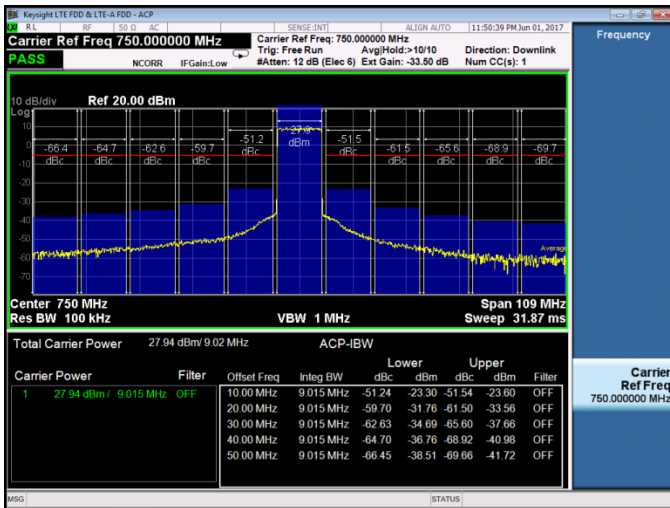 Keysight LTE FDD & LTE-A FDD - ACP
RL RF 50 Ω AC SENSE:INT ALIGN AUTO 11:50:39 PM Jun 01, 2017
Carrier Ref Freq 750.000000 MHz
Carrier Ref Freq: 750.000000 MHz
Trig: Free Run Avg|Hold:>10/10 Direction: Downlink
PASS NCORR IFGain:Low #Atten: 12 dB (Elec 6) Ext Gain: -33.50 dB Num CC(s): 1
Frequency
10 dB/div Ref 20.00 dBm
Log
10
0
-10
-20
-30
-40
-50
-60
-70
-66.4 -64.7 -62.6 -59.7 -51.2 27.9 -51.5 -61.5 -65.6 -68.9 -69.7
dBc dBc dBc dBc dBc dBm dBc dBc dBc dBc dBc
Average
Center 750 MHz Span 109 MHz
Res BW 100 kHz VBW 1 MHz Sweep 31.87 ms
Total Carrier Power 27.94 dBm/ 9.02 MHz ACP-IBW
Lower Upper
Carrier Power Filter Offset Freq Integ BW dBc dBm dBc dBm Filter
1 27.94 dBm / 9.015 MHz OFF
10.00 MHz 9.015 MHz -51.24 -23.30 -51.54 -23.60 OFF
20.00 MHz 9.015 MHz -59.70 -31.76 -61.50 -33.56 OFF
30.00 MHz 9.015 MHz -62.63 -34.69 -65.60 -37.66 OFF
40.00 MHz 9.015 MHz -64.70 -36.76 -68.92 -40.98 OFF
50.00 MHz 9.015 MHz -66.45 -38.51 -69.66 -41.72 OFF
Carrier
Ref Freq
750.000000 MHz
MSG STATUS